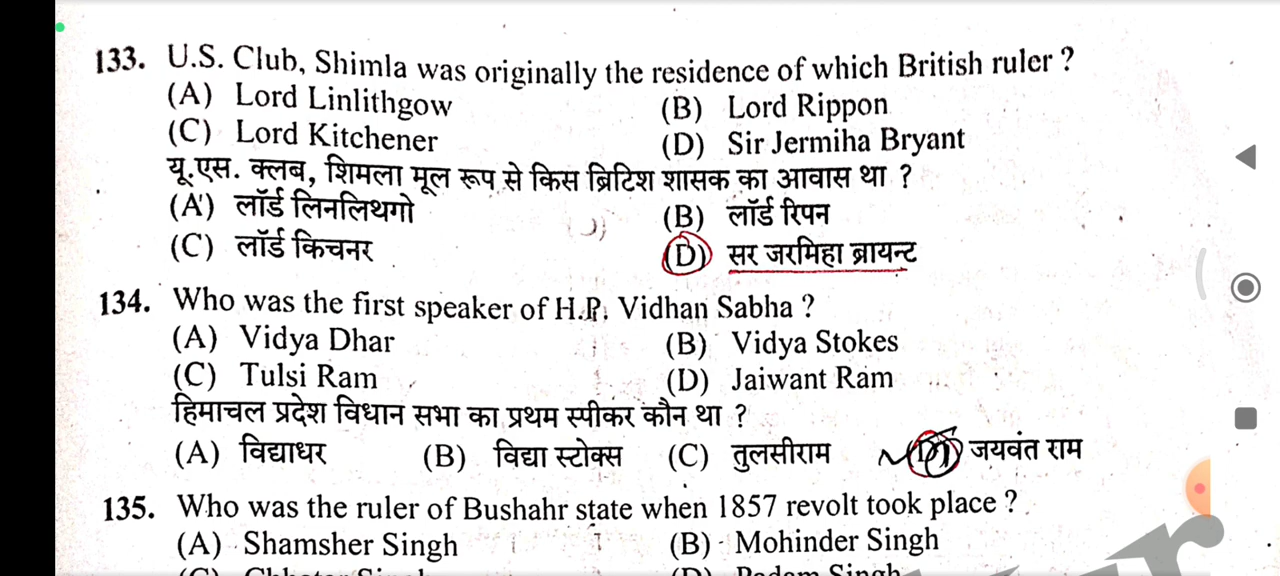 133. U.S. Club, Shimla was originally the residence of which British ruler ?
(A) Lord Linlithgow (B) Lord Rippon
(C) Lord Kitchener (D) Sir Jermiha Bryant
यू.एस. क्लब, शिमला मूल रूप से किस ब्रिटिश शासक का आवास था ?
(A) लॉर्ड लिनलिथगो (B) लॉर्ड रिपन
(C) लॉर्ड किचनर (D) सर जरमिहा ब्रायन्ट
134. Who was the first speaker of H.P. Vidhan Sabha ?
(A) Vidya Dhar (B) Vidya Stokes
(C) Tulsi Ram (D) Jaiwant Ram
हिमाचल प्रदेश विधान सभा का प्रथम स्पीकर कौन था ?
(A) विद्याधर (B) विद्या स्टोक्स (C) तुलसीराम (D) जयवंत राम
135. Who was the ruler of Bushahr state when 1857 revolt took place ?
(A) Shamsher Singh (B) Mohinder Singh